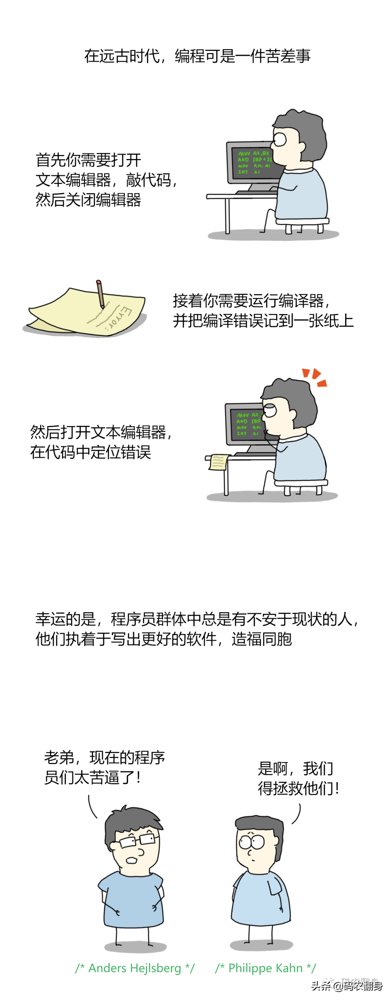 在远古时代，编程可是一件苦差事
首先你需要打开
文本编辑器，敲代码，
然后关闭编辑器
MOV AX,BX
AND [BP+SI
MOV AH, 41
INT 21
接着你需要运行编译器，
并把编译错误记到一张纸上
Error:
然后打开文本编辑器，
在代码中定位错误
MOV AX,
AND [BP
MOV AH,
INT 21
幸运的是，程序员群体中总是有不安于现状的人，
他们执着于写出更好的软件，造福同胞
老弟，现在的程序
员们太苦逼了！
是啊，我们
得拯救他们！
/* Anders Hejlsberg */
/* Philippe Kahn */
码农翻身
头条 @码农翻身